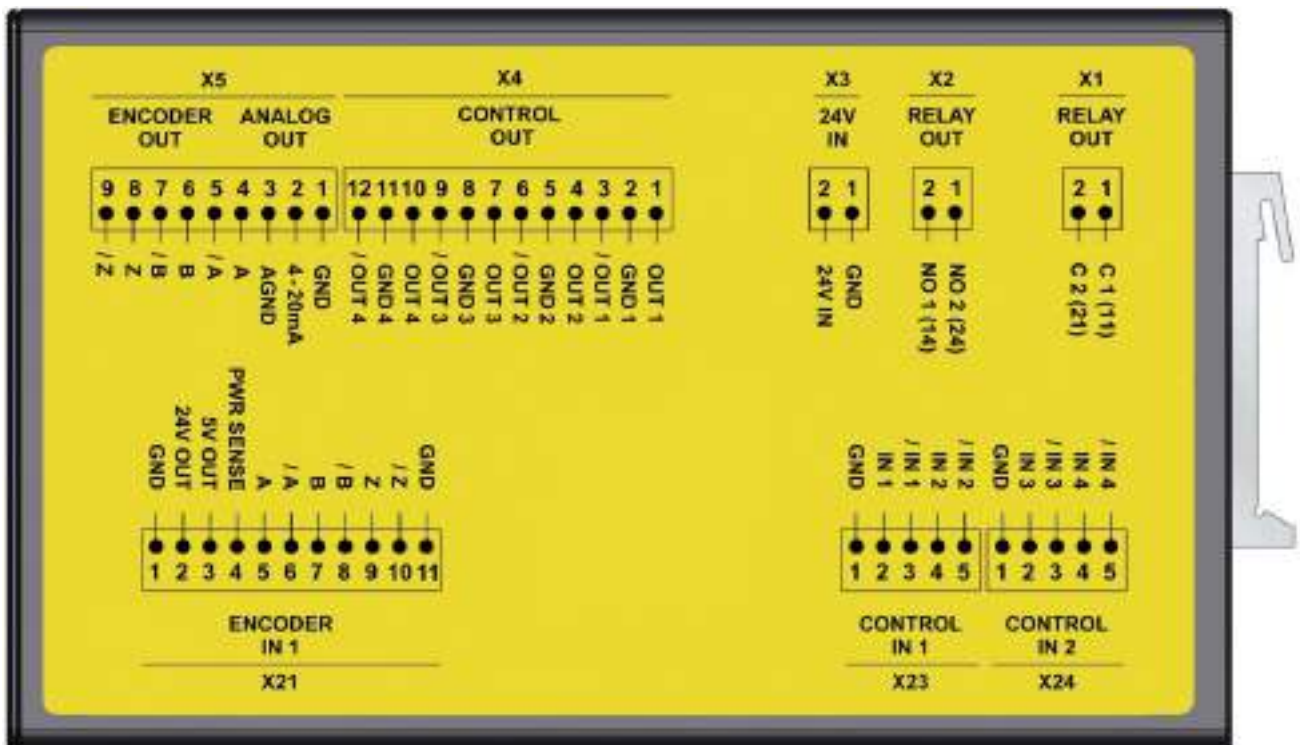 X5 X4 X3 X2 X1
ENCODER OUT ANALOG OUT CONTROL OUT 24V IN RELAY OUT RELAY OUT
9 8 7 6 5 4 3 2 1 12 11 10 9 8 7 6 5 4 3 2 1 2 1 2 1 2 1
/ Z
Z
/ B
B
/ A
A
AGND
4 - 20mA
GND
/ OUT 4
GND 4
OUT 4
/ OUT 3
GND 3
OUT 3
/ OUT 2
GND 2
OUT 2
/ OUT 1
GND 1
OUT 1
24V IN
GND
NO 1 (14)
NO 2 (24)
C 2 (21)
C 1 (11)
GND
24V OUT
5V OUT
PWR SENSE
A
/ A
B
/ B
Z
/ Z
GND
GND
IN 1
/ IN 1
IN 2
/ IN 2
GND
IN 3
/ IN 3
IN 4
/ IN 4
1 2 3 4 5 6 7 8 9 10 11 1 2 3 4 5 1 2 3 4 5
ENCODER CONTROL CONTROL
IN 1 IN 1 IN 2
X21 X23 X24